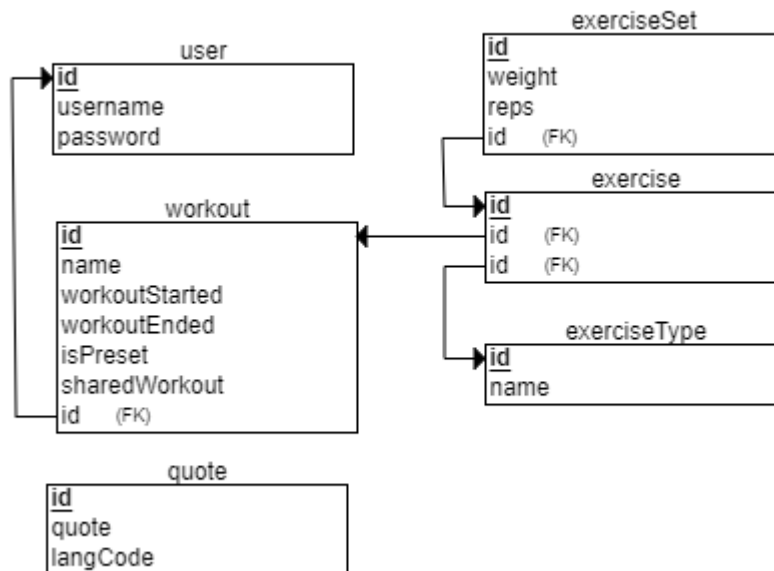 user
id
username
password
workout
id
name
workoutStarted
workoutEnded
isPreset
sharedWorkout
id (FK)
quote
id
quote
langCode
exerciseSet
id
weight
reps
id (FK)
exercise
id
id (FK)
id (FK)
exerciseType
id
name